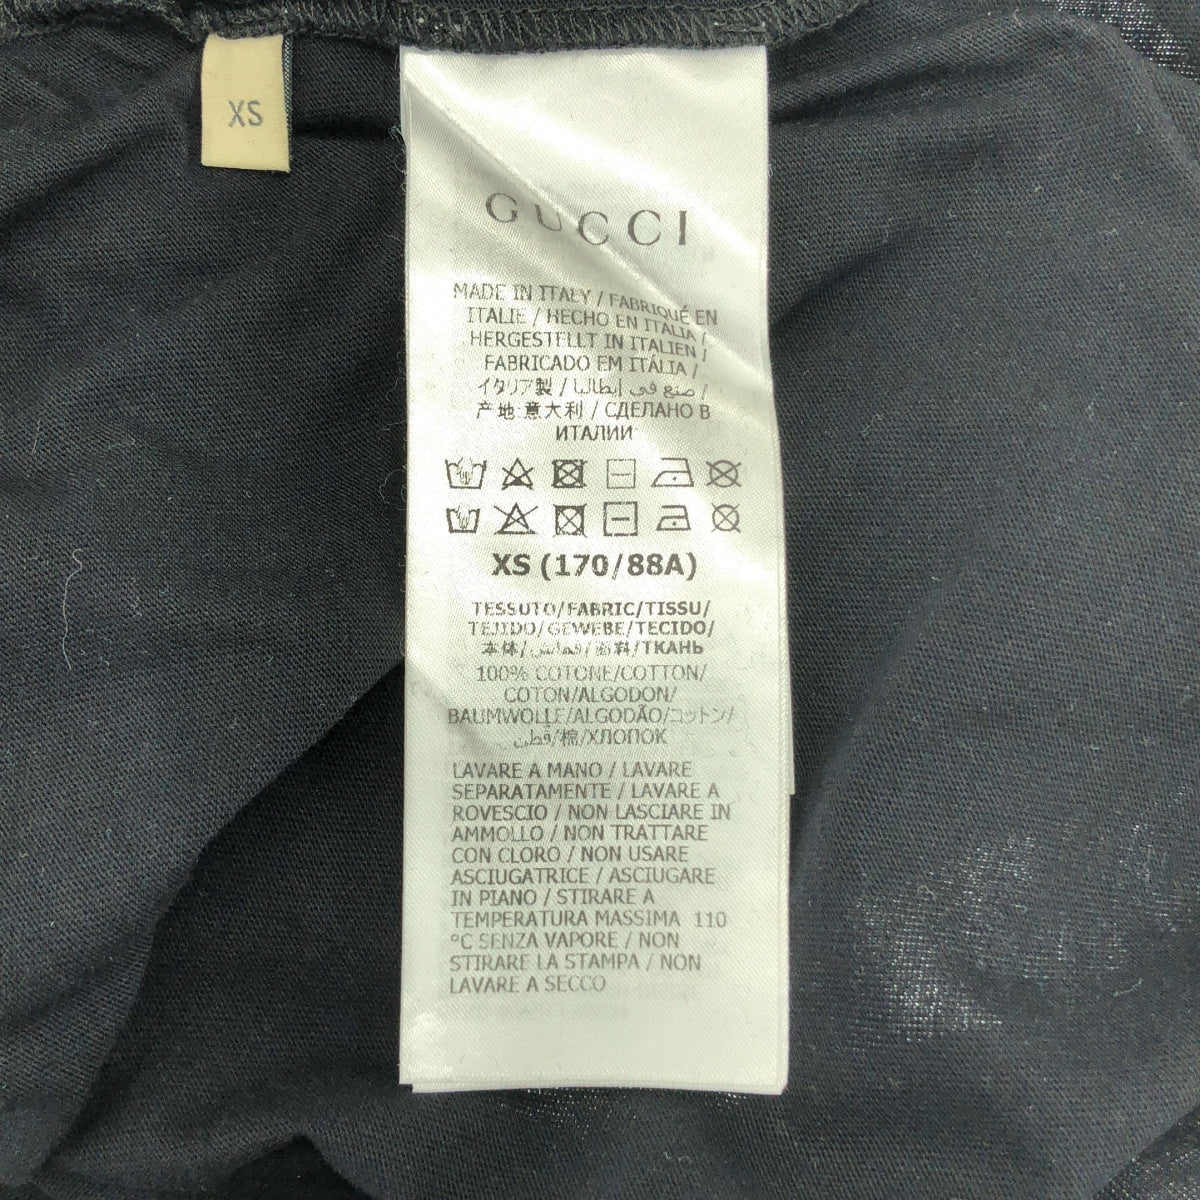 XS
GUCCI
MADE IN ITALY / FABRIQUÉ EN
ITALIE / HECHO EN ITALIA /
HERGESTELLT IN ITALIEN /
FABRICADO EM ITÁLIA /
イタリア製 / صنع في إيطاليا /
产地:意大利 / СДЕЛАНО В
ИТАЛИИ
XS (170/88A)
TESSUTO/FABRIC/TISSU/
TEJIDO/GEWEBE/TECIDO/
本体/قماش/面料/ТКАНЬ
100% COTONE/COTTON/
COTON/ALGODON/
BAUMWOLLE/ALGODÃO/コットン/
قطن/棉/ХЛОПОК
LAVARE A MANO / LAVARE
SEPARATAMENTE / LAVARE A
ROVESCIO / NON LASCIARE IN
AMMOLLO / NON TRATTARE
CON CLORO / NON USARE
ASCIUGATRICE / ASCIUGARE
IN PIANO / STIRARE A
TEMPERATURA MASSIMA 110
°C SENZA VAPORE / NON
STIRARE LA STAMPA / NON
LAVARE A SECCO